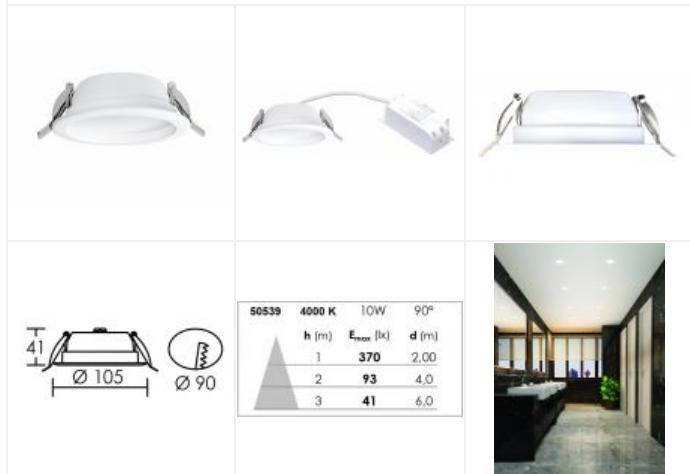 41
Ø 105
Ø 90
50539 4000 K 10W 90°
h (m) Emax (lx) d (m)
1 370 2,00
2 93 4,0
3 41 6,0